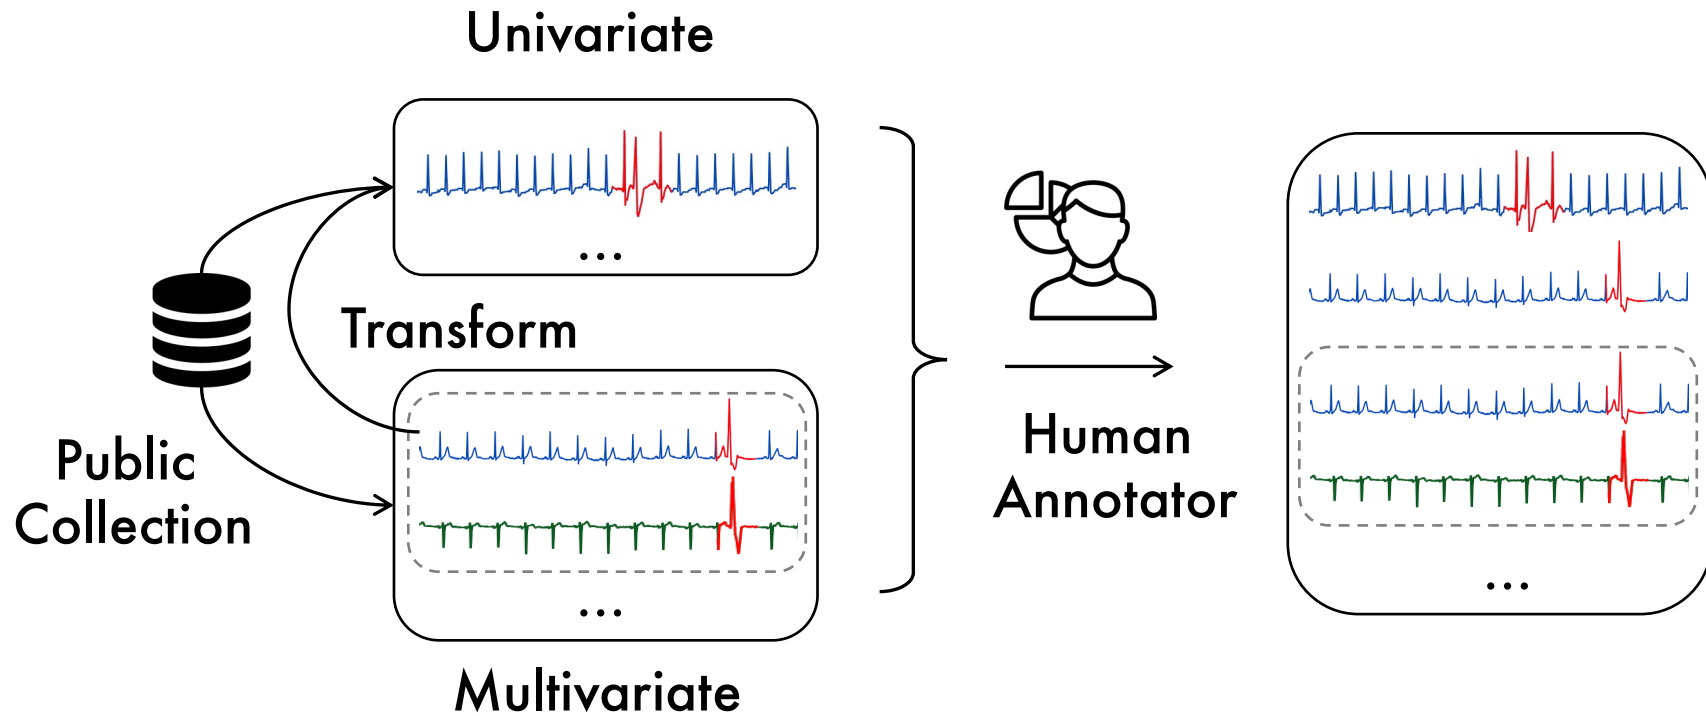 Univariate
...
Transform
Public
Collection
...
Multivariate
Human
Annotator
...